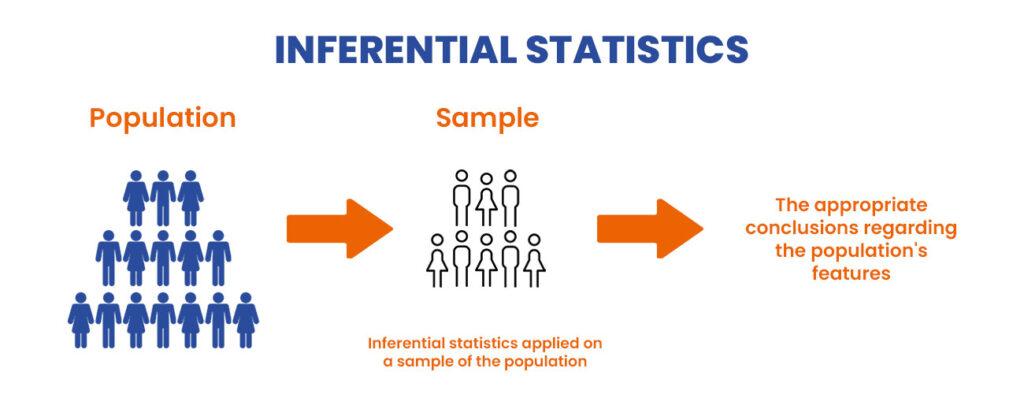 INFERENTIAL STATISTICS
Population
Sample
The appropriate
conclusions regarding
the population's
features
Inferential statistics applied on
a sample of the population